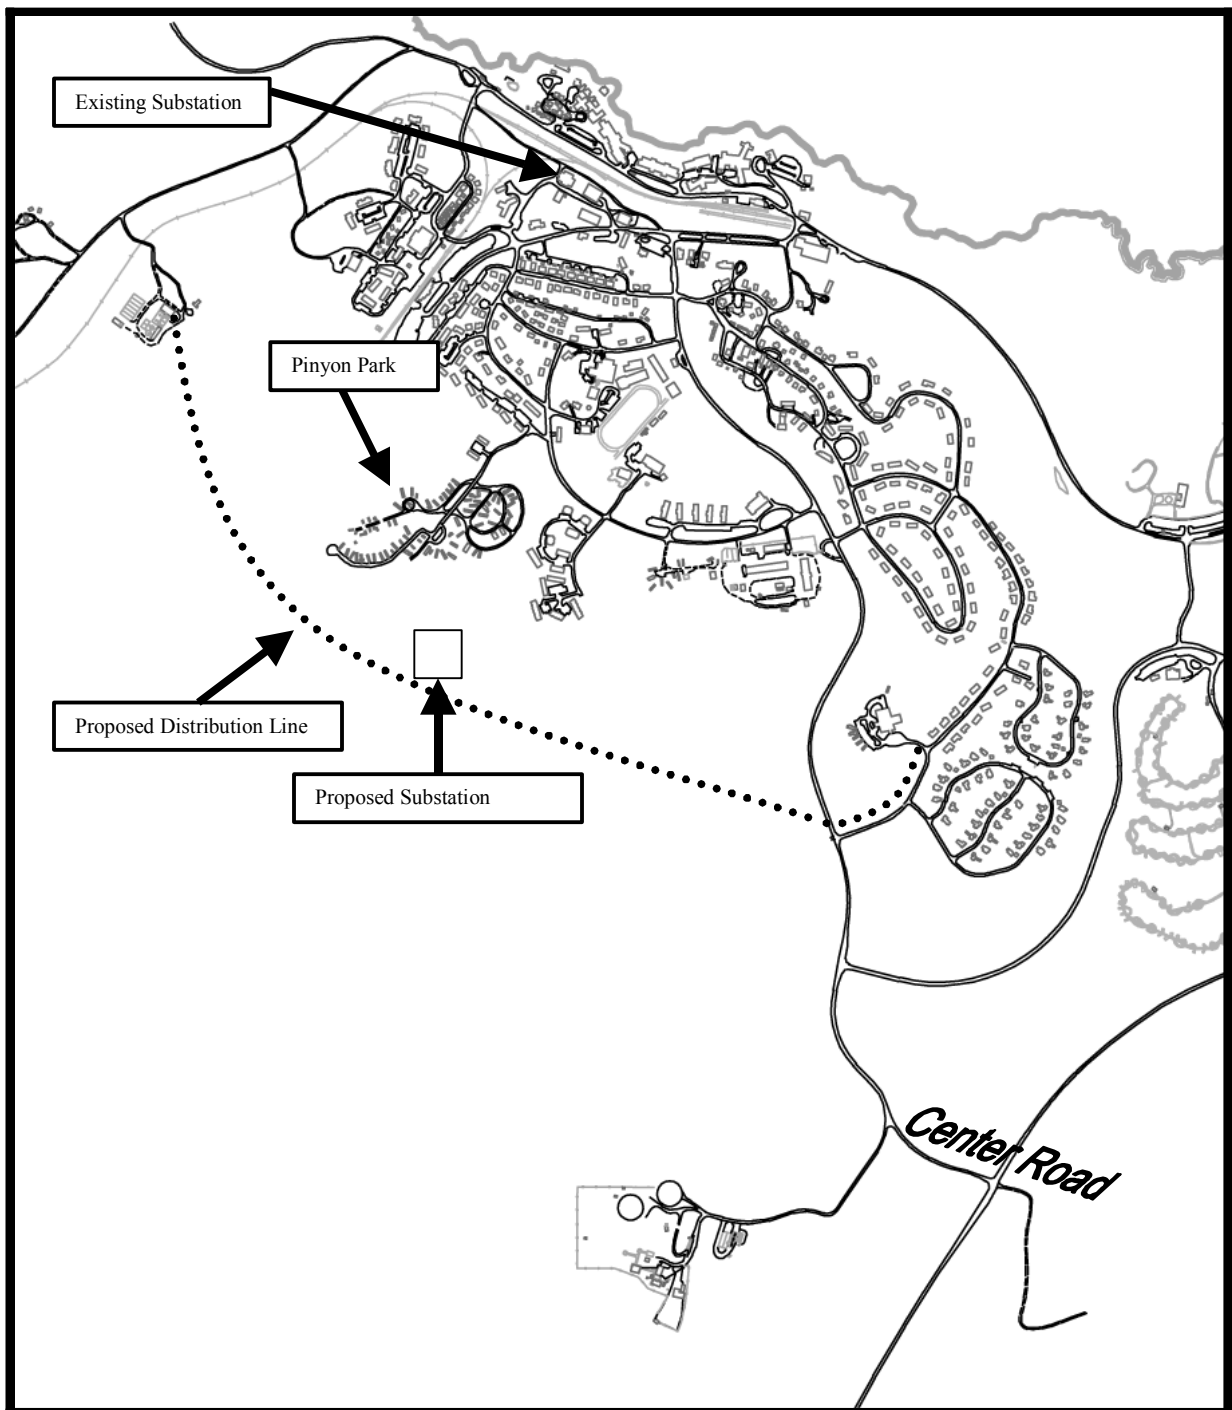 Existing Substation
Pinyon Park
Proposed Distribution Line
Proposed Substation
Center Road